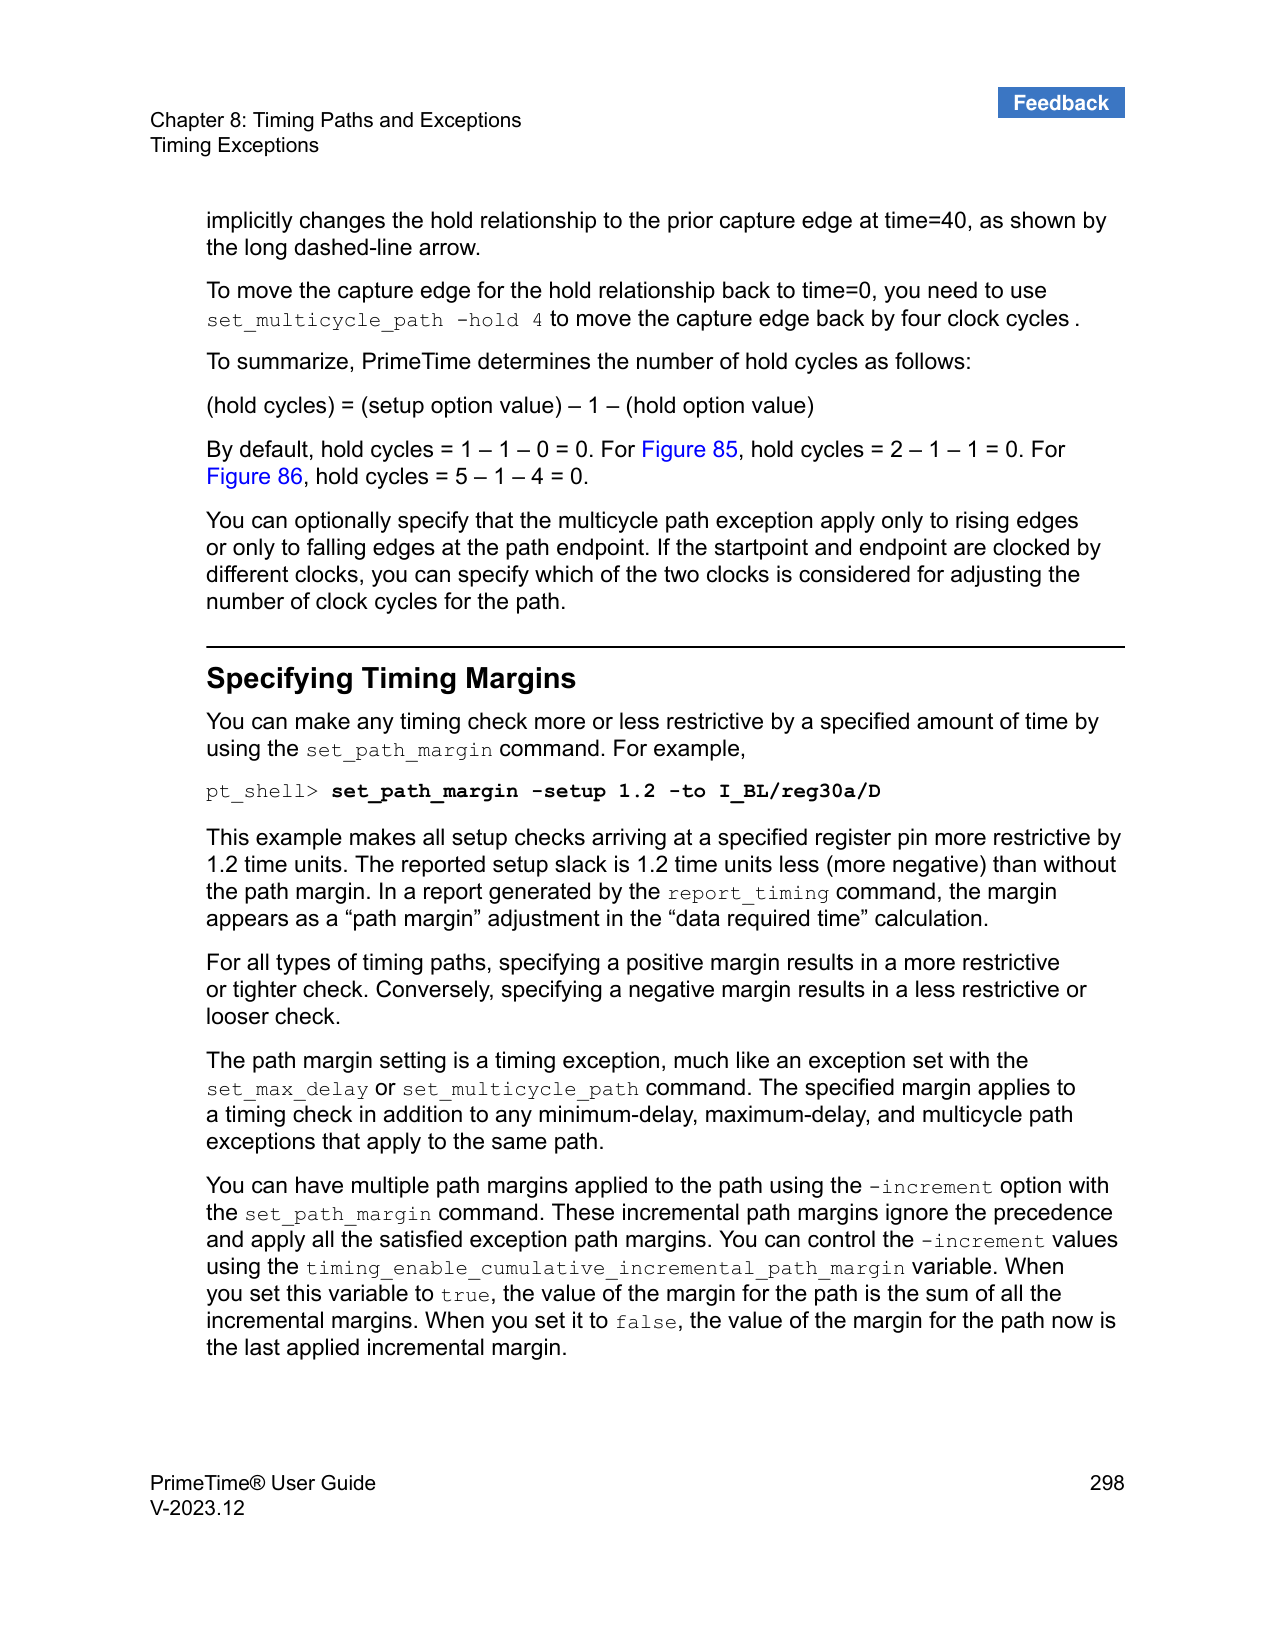 Feedback
Chapter 8: Timing Paths and Exceptions
Timing Exceptions
implicitly changes the hold relationship to the prior capture edge at time=40, as shown by
the long dashed-line arrow.
To move the capture edge for the hold relationship back to time=0, you need to use
set_multicycle_path -hold 4 to move the capture edge back by four clock cycles .
To summarize, PrimeTime determines the number of hold cycles as follows:
(hold cycles) = (setup option value) – 1 – (hold option value)
By default, hold cycles = 1 – 1 – 0 = 0. For Figure 85, hold cycles = 2 – 1 – 1 = 0. For
Figure 86, hold cycles = 5 – 1 – 4 = 0.
You can optionally specify that the multicycle path exception apply only to rising edges
or only to falling edges at the path endpoint. If the startpoint and endpoint are clocked by
different clocks, you can specify which of the two clocks is considered for adjusting the
number of clock cycles for the path.
Specifying Timing Margins
You can make any timing check more or less restrictive by a specified amount of time by
using the set_path_margin command. For example,
pt_shell> set_path_margin -setup 1.2 -to I_BL/reg30a/D
This example makes all setup checks arriving at a specified register pin more restrictive by
1.2 time units. The reported setup slack is 1.2 time units less (more negative) than without
the path margin. In a report generated by the report_timing command, the margin
appears as a “path margin” adjustment in the “data required time” calculation.
For all types of timing paths, specifying a positive margin results in a more restrictive
or tighter check. Conversely, specifying a negative margin results in a less restrictive or
looser check.
The path margin setting is a timing exception, much like an exception set with the
set_max_delay or set_multicycle_path command. The specified margin applies to
a timing check in addition to any minimum-delay, maximum-delay, and multicycle path
exceptions that apply to the same path.
You can have multiple path margins applied to the path using the -increment option with
the set_path_margin command. These incremental path margins ignore the precedence
and apply all the satisfied exception path margins. You can control the -increment values
using the timing_enable_cumulative_incremental_path_margin variable. When
you set this variable to true, the value of the margin for the path is the sum of all the
incremental margins. When you set it to false, the value of the margin for the path now is
the last applied incremental margin.
PrimeTime® User Guide
298
V-2023.12